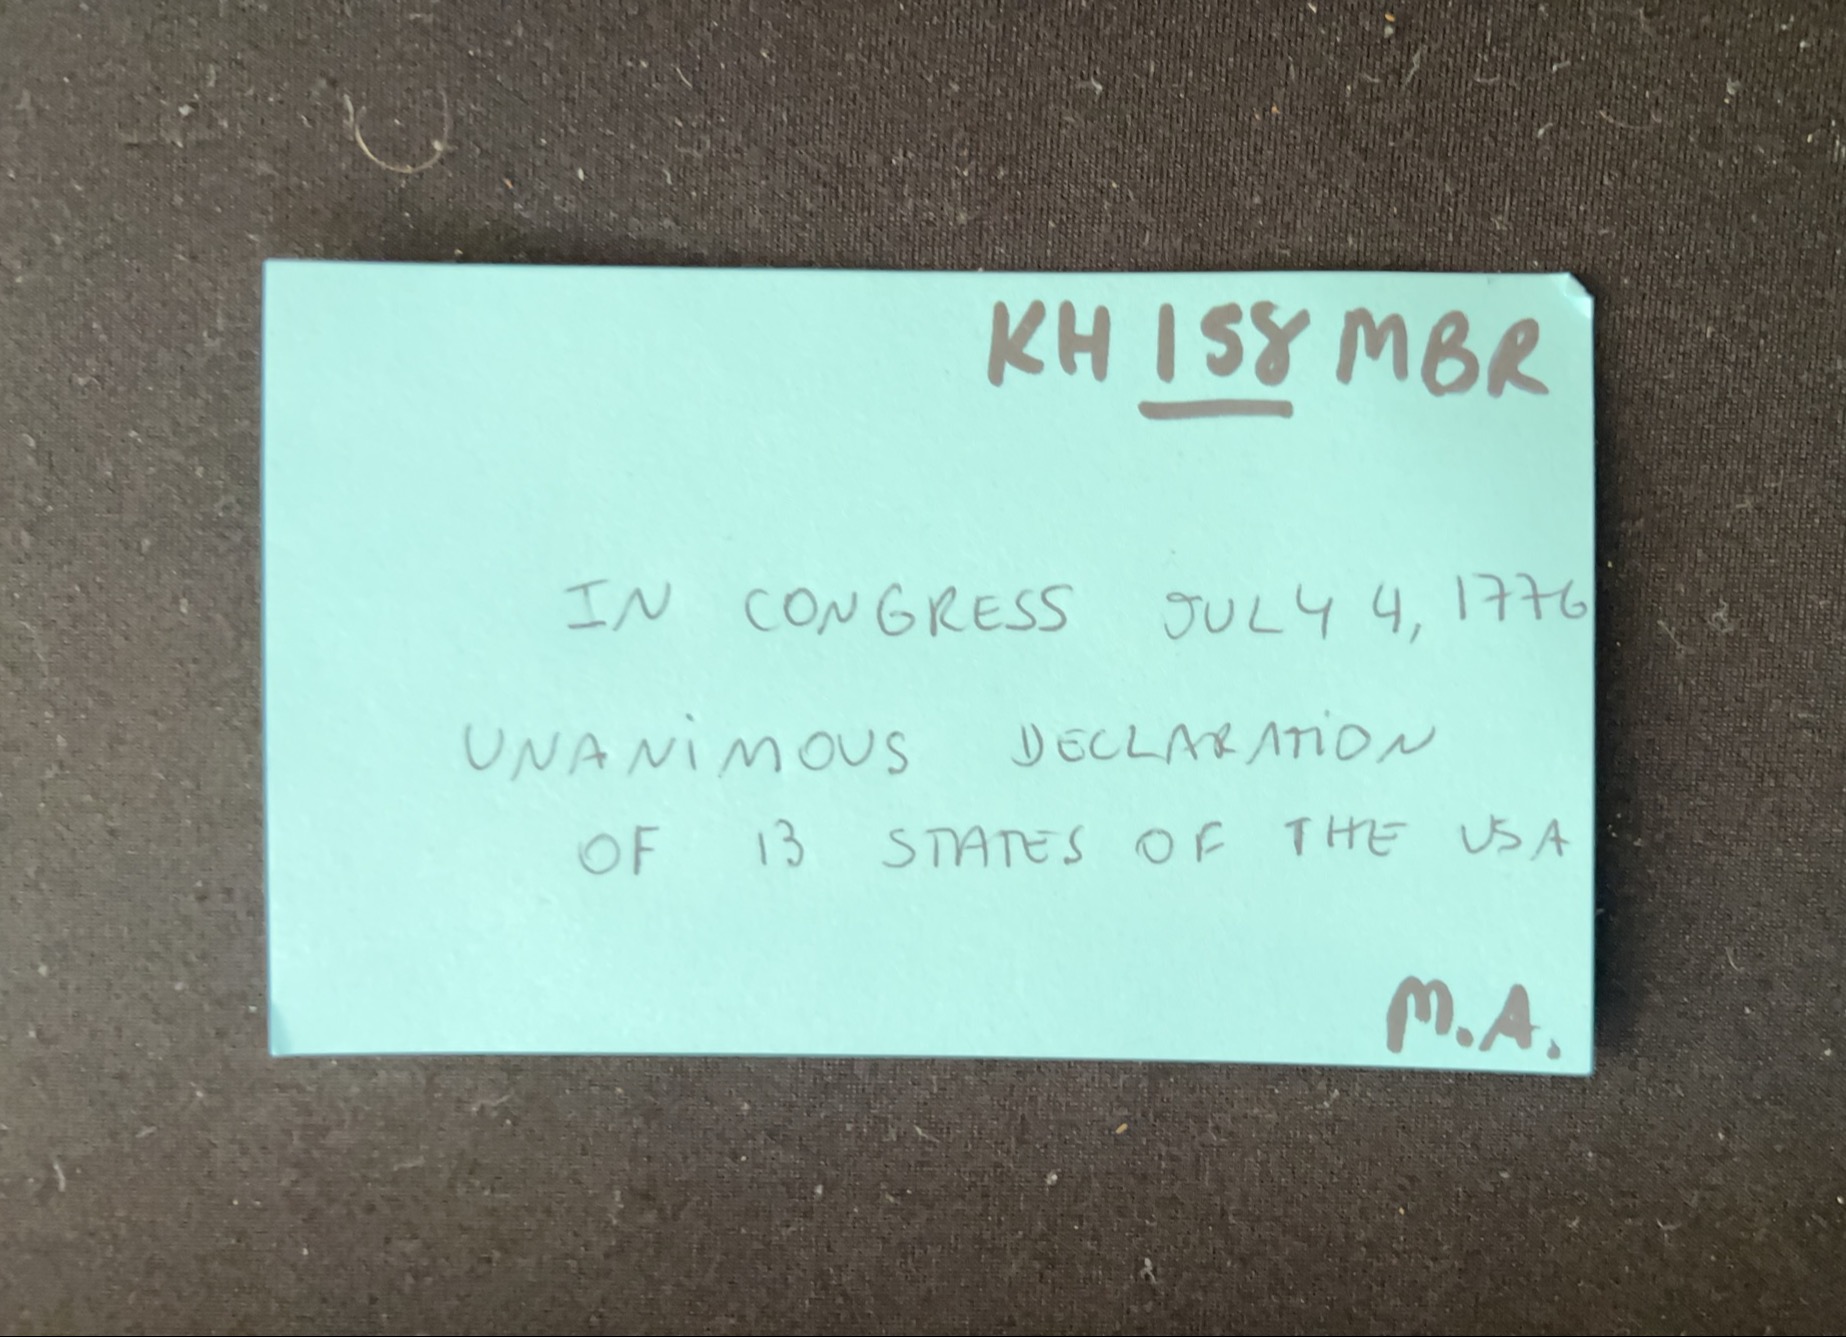 KH 158 MBR
IN CONGRESS JULY 4, 1776
UNANiMOUS DECLARATiON
OF 13 STATES OF THE USA
M.A.